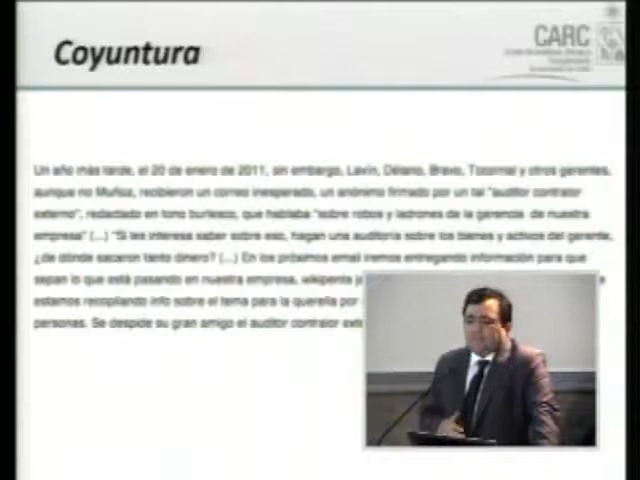 Coyuntura
CARC
Un año más tarde, el 20 de enero de 2011, sin embargo, Lavín, Délano, Bravo, Tocornal y otros gerentes,
aunque no Muñoz, recibieron un correo inesperado, un anónimo firmado por un tal "auditor contralor
externo", redactado en tono burlesco, que hablaba "sobre robos y ladrones de la gerencia de nuestra
empresa" (...) "Si les interesa saber sobre eso, hagan una auditoría sobre los bienes y activos del gerente,
¿de dónde sacaron tanto dinero? (...) En los próximos email iremos entregando información para que
sepan lo que está pasando en nuestra empresa, wikipenta
estamos recopilando info sobre el tema para la querella por
personas. Se despide su gran amigo el auditor contralor